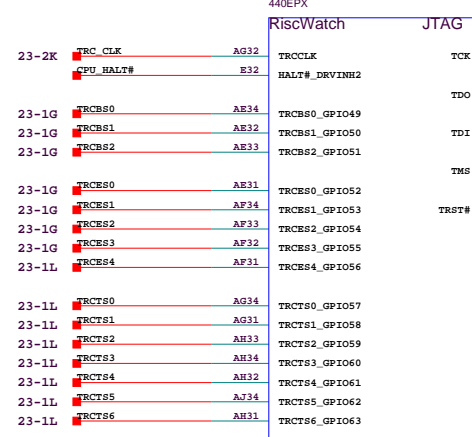 440EPX
RiscWatch JTAG
23-2K TRC_CLK AG32 TRCCLK TCK
CPU_HALT# E32 HALT#_DRVINH2
TDO
23-1G TRCBS0 AE34 TRCBS0_GPIO49
23-1G TRCBS1 AE32 TRCBS1_GPIO50 TDI
23-1G TRCBS2 AE33 TRCBS2_GPIO51
TMS
23-1G TRCES0 AE31 TRCES0_GPIO52
23-1G TRCES1 AF34 TRCES1_GPIO53 TRST#
23-1G TRCES2 AF33 TRCES2_GPIO54
23-1G TRCES3 AF32 TRCES3_GPIO55
23-1L TRCES4 AF31 TRCES4_GPIO56
23-1L TRCTS0 AG34 TRCTS0_GPIO57
23-1L TRCTS1 AG31 TRCTS1_GPIO58
23-1L TRCTS2 AH33 TRCTS2_GPIO59
23-1L TRCTS3 AH34 TRCTS3_GPIO60
23-1L TRCTS4 AH32 TRCTS4_GPIO61
23-1L TRCTS5 AJ34 TRCTS5_GPIO62
23-1L TRCTS6 AH31 TRCTS6_GPIO63